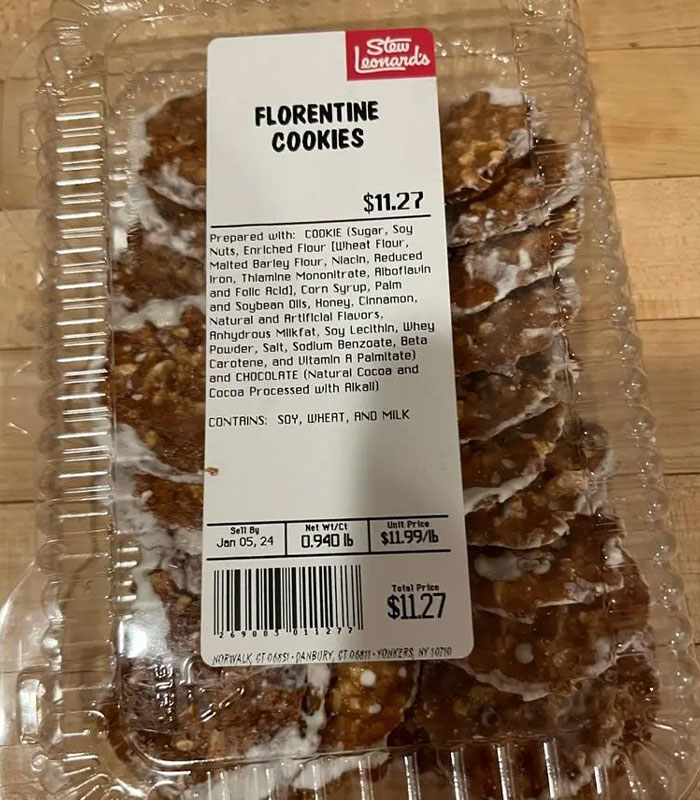 Stew
Leonard's
FLORENTINE
COOKIES
$11.27
Prepared with: COOKIE (Sugar, Soy
Nuts, Enriched Flour [Wheat Flour,
Malted Barley Flour, Niacin, Reduced
Iron, Thiamine Mononitrate, Riboflavin
and Folic Acid], Corn Syrup, Palm
and Soybean Oils, Honey, Cinnamon,
Natural and Artificial Flavors,
Anhydrous Milkfat, Soy Lecithin, Whey
Powder, Salt, Sodium Benzoate, Beta
Carotene, and Vitamin A Palmitate)
and CHOCOLATE (Natural Cocoa and
Cocoa Processed with Alkali)
CONTAINS: SOY, WHEAT, AND MILK
Sell By Net Wt/Ct Unit Price
Jan 05, 24 0.940 lb $11.99/lb
Total Price
$11.27
2 69003 011277
NORWALK, CT 06851 - DANBURY, CT 06811 - YONKERS, NY 10710